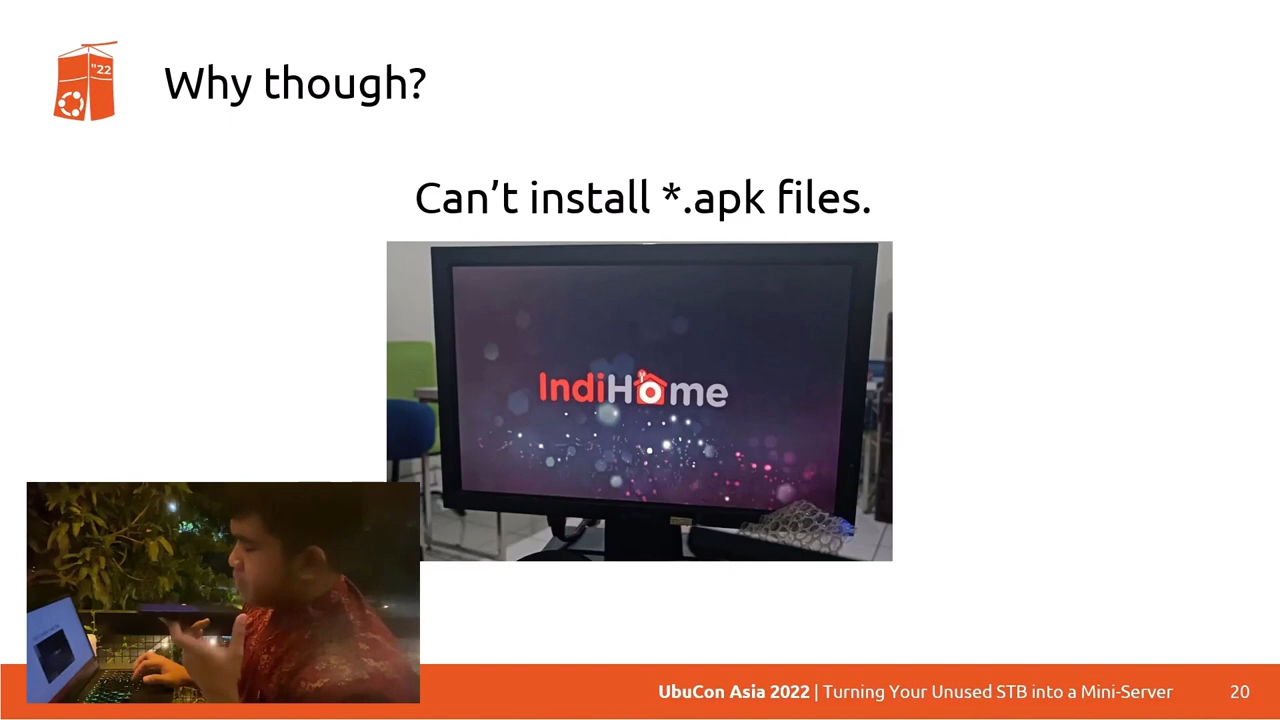 "22
Why though?
Can't install *.apk files.
IndiHome
UbuCon Asia 2022 | Turning Your Unused STB into a Mini-Server
20